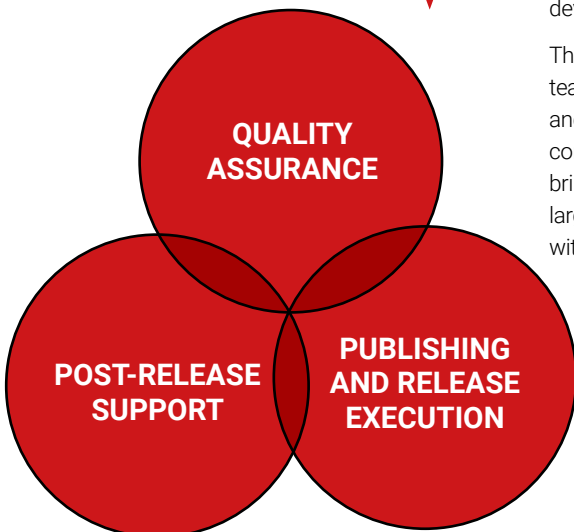 QUALITY
ASSURANCE
POST-RELEASE
SUPPORT
PUBLISHING
AND RELEASE
EXECUTION